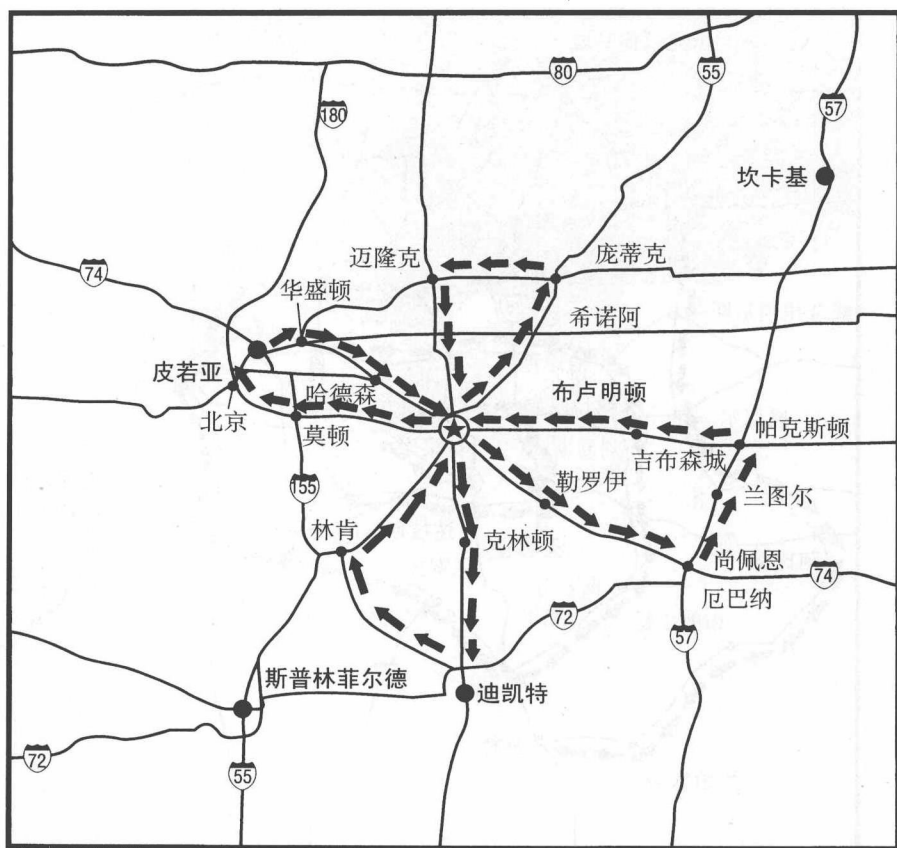 80
55
57
180
坎卡基
74
迈隆克
庞蒂克
华盛顿
希诺阿
皮若亚
哈德森
布卢明顿
北京
莫顿
帕克斯顿
吉布森城
155
勒罗伊
兰图尔
林肯
克林顿
尚佩恩
74
72
厄巴纳
57
斯普林菲尔德
迪凯特
72
55